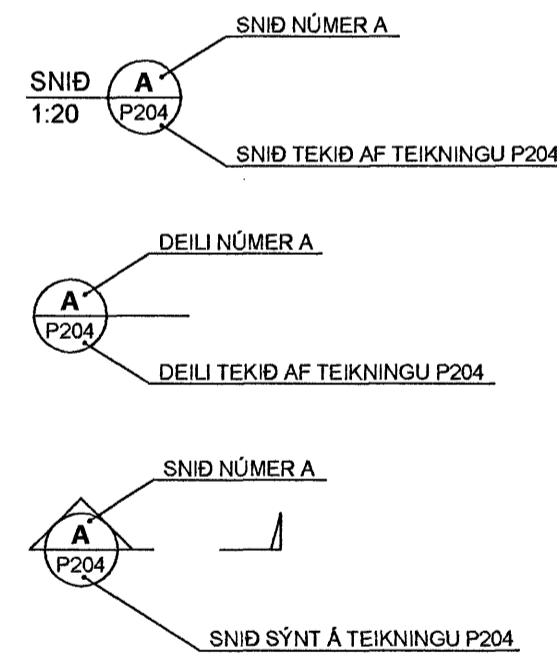 SNIÐ NÚMER A
SNIÐ
A
1:20
P204
SNIÐ TEKIÐ AF TEIKNINGU P204
DEILI NÚMER A
A
P204
DEILI TEKIÐ AF TEIKNINGU P204
SNIÐ NÚMER A
A
P204
SNIÐ SÝNT Á TEIKNINGU P204